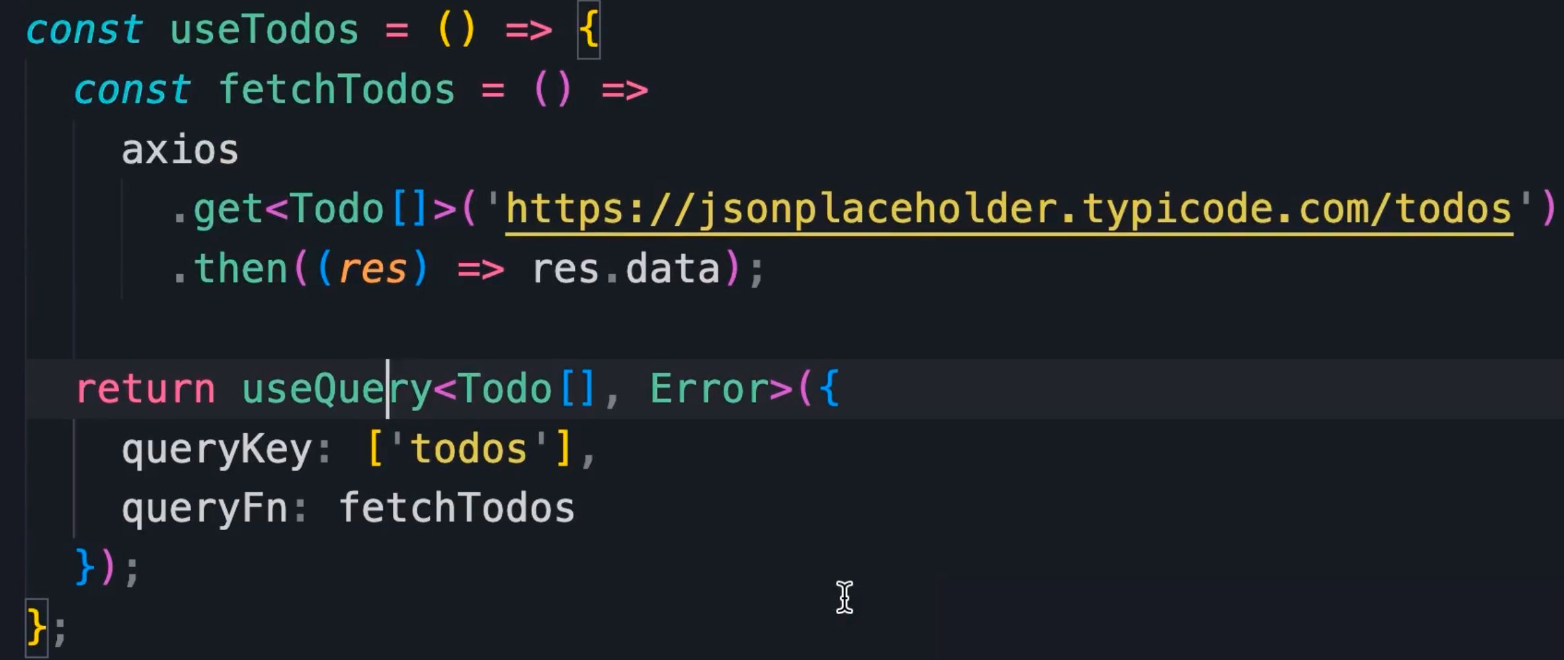 const useTodos = () => {
  const fetchTodos = () =>
    axios
      .get<Todo[]>('https://jsonplaceholder.typicode.com/todos')
      .then((res) => res.data);

  return useQuery<Todo[], Error>({
    queryKey: ['todos'],
    queryFn: fetchTodos
  });
};